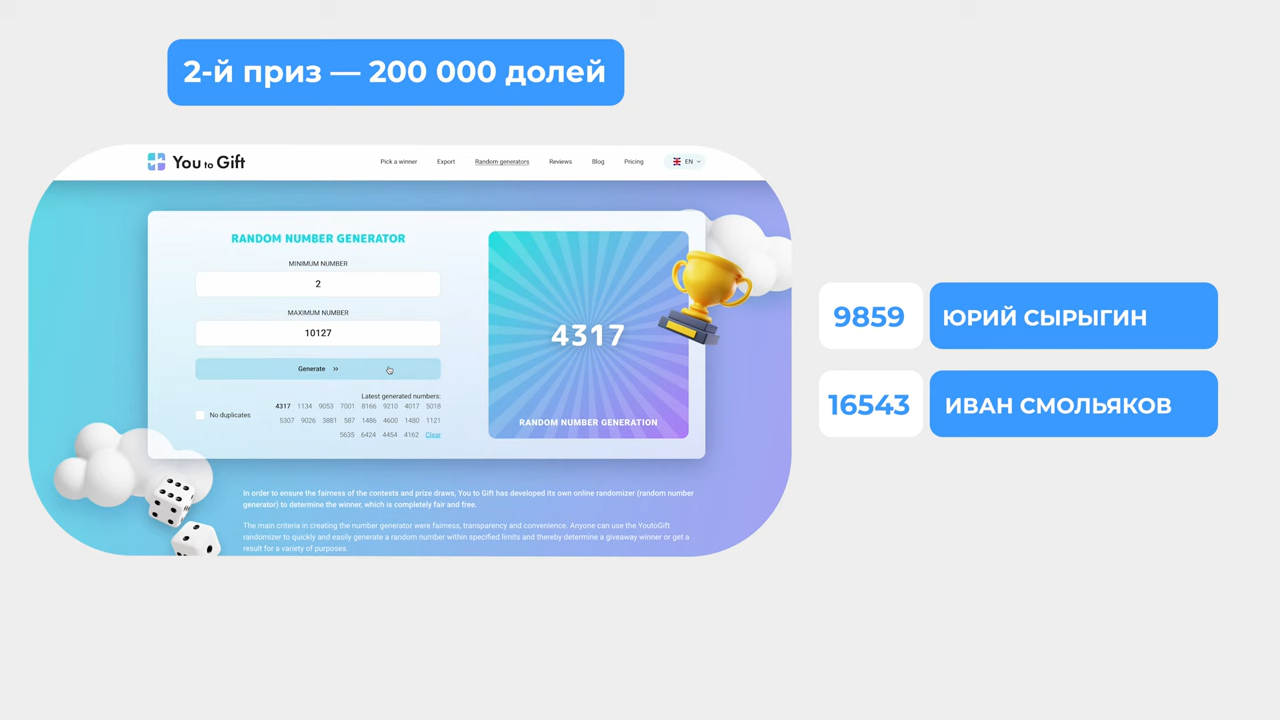 2-й приз — 200 000 долей
You to Gift
Pick a winner
Export
Random generators
Reviews
Blog
Pricing
EN
RANDOM NUMBER GENERATOR
MINIMUM NUMBER
2
MAXIMUM NUMBER
10127
Generate »
No duplicates
Latest generated numbers:
4317 1134 9053 7001 8166 9210 4017 5018
5307 9026 3881 587 1486 4600 1480 1121
5635 6424 4454 4162 Clear
4317
RANDOM NUMBER GENERATION
In order to ensure the fairness of the contests and prize draws, You to Gift has developed its own online randomizer (random number
generator) to determine the winner, which is completely fair and free.
The main criteria in creating the number generator were fairness, transparency and convenience. Anyone can use the YoutoGift
randomizer to quickly and easily generate a random number within specified limits and thereby determine a giveaway winner or get a
result for a variety of purposes.
9859 ЮРИЙ СЫРЫГИН
16543 ИВАН СМОЛЬЯКОВ